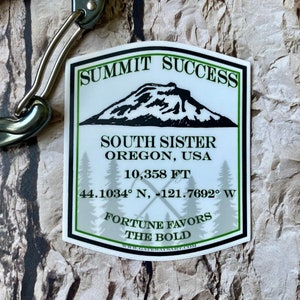 SUMMIT SUCCESS
SOUTH SISTER
OREGON, USA
10,358 FT
44.1034° N, -121.7692° W
FORTUNE FAVORS
THE BOLD